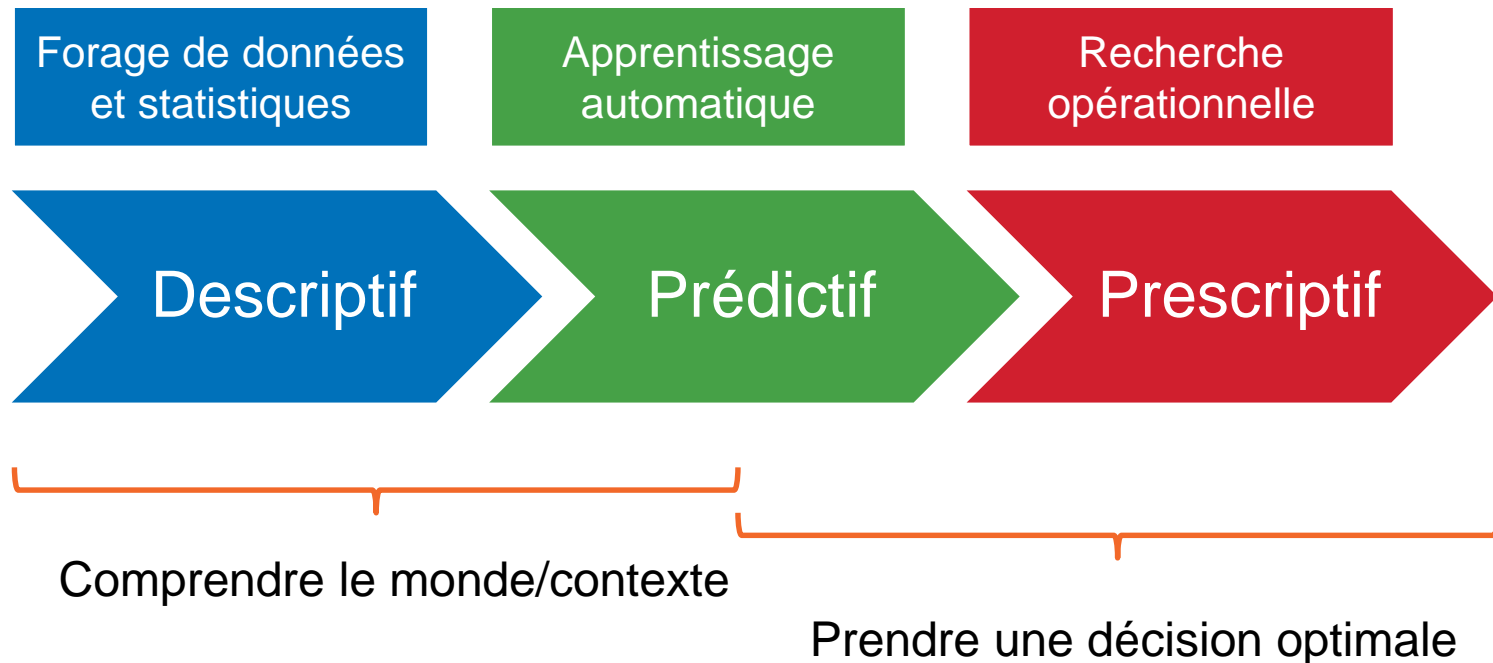 Forage de données
et statistiques
Apprentissage
automatique
Recherche
opérationnelle
Descriptif
Prédictif
Prescriptif
Comprendre le monde/contexte
Prendre une décision optimale